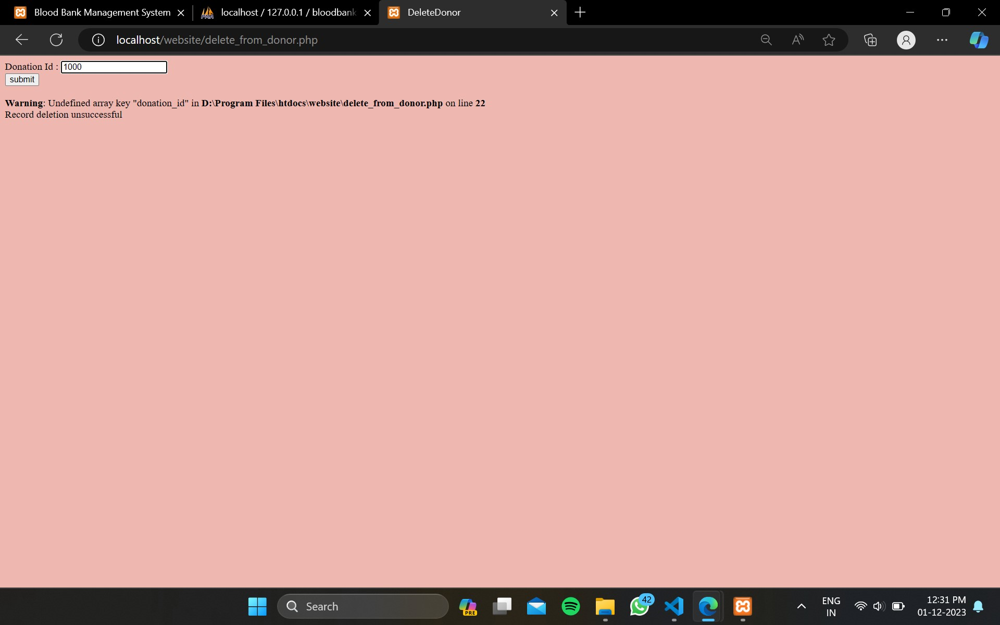 Blood Bank Management System
localhost / 127.0.0.1 / bloodbank
DeleteDonor
localhost/website/delete_from_donor.php
Donation Id : 1000
submit
Warning: Undefined array key "donation_id" in D:\Program Files\htdocs\website\delete_from_donor.php on line 22
Record deletion unsuccessful
Search
PRE
42
ENG
IN
12:31 PM
01-12-2023